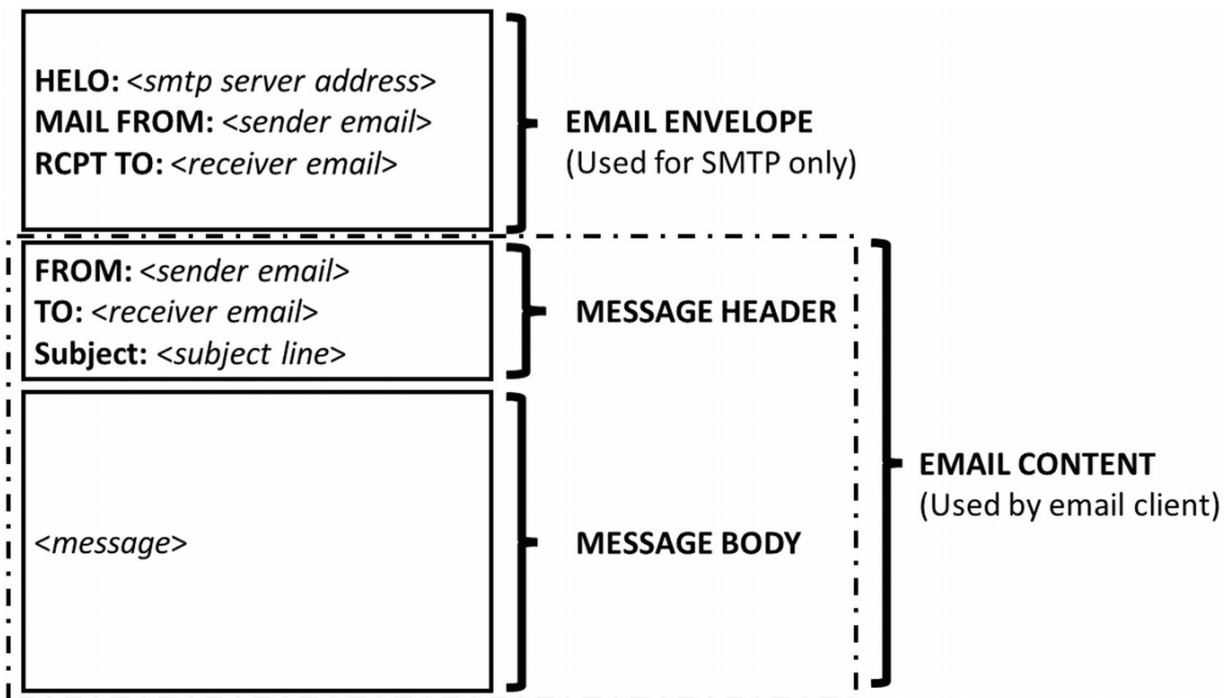 HELO: <smtp server address>
MAIL FROM: <sender email>
RCPT TO: <receiver email>
EMAIL ENVELOPE
(Used for SMTP only)
FROM: <sender email>
TO: <receiver email>
Subject: <subject line>
MESSAGE HEADER
<message>
MESSAGE BODY
EMAIL CONTENT
(Used by email client)